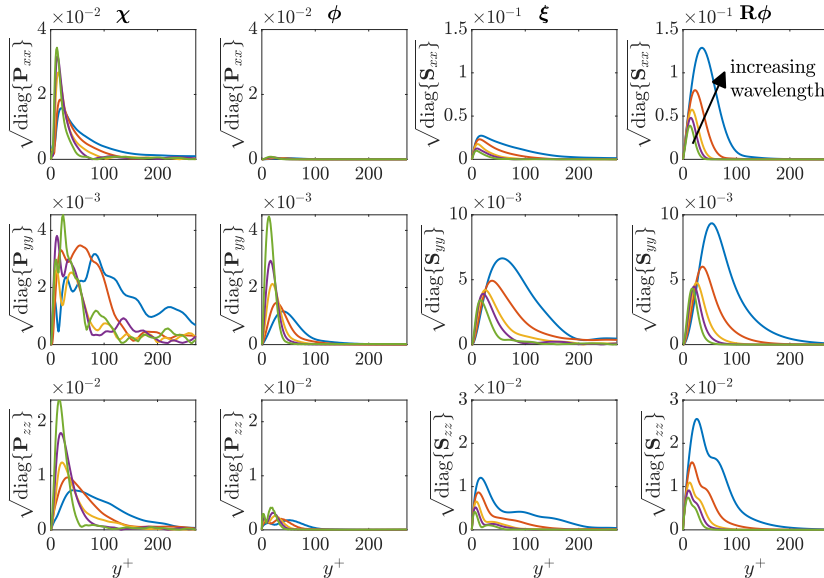 ×10⁻² χ ϕ ×10⁻¹ ξ ×10⁻¹ Rϕ
√diag{P_xx} 4 2 0 0 100 200
√diag{P_xx} 4 2 0 0 100 200
√diag{S_xx} 1.5 1 0.5 0 0 100 200
√diag{S_xx} 1.5 1 0.5 0 0 100 200
increasing
wavelength
×10⁻³ ×10⁻³ ×10⁻³ ×10⁻³
√diag{P_yy} 4 2 0 0 100 200
√diag{P_yy} 4 2 0 0 100 200
√diag{S_yy} 10 5 0 0 100 200
√diag{S_yy} 10 5 0 0 100 200
×10⁻² ×10⁻² ×10⁻² ×10⁻²
√diag{P_zz} 2 1 0 0 100 200
√diag{P_zz} 2 1 0 0 100 200
√diag{S_zz} 3 2 1 0 0 100 200
√diag{S_zz} 3 2 1 0 0 100 200
y⁺ y⁺ y⁺ y⁺